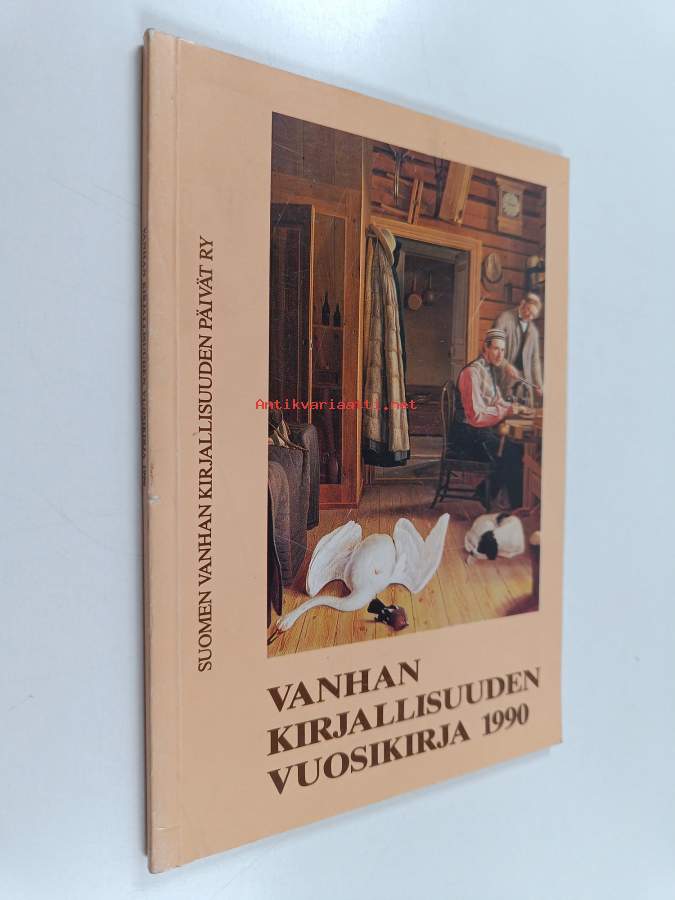 SUOMEN VANHAN KIRJALLISUUDEN PÄIVÄT RY
Antikvariaatti.net
VANHAN
KIRJALLISUUDEN
VUOSIKIRJA 1990